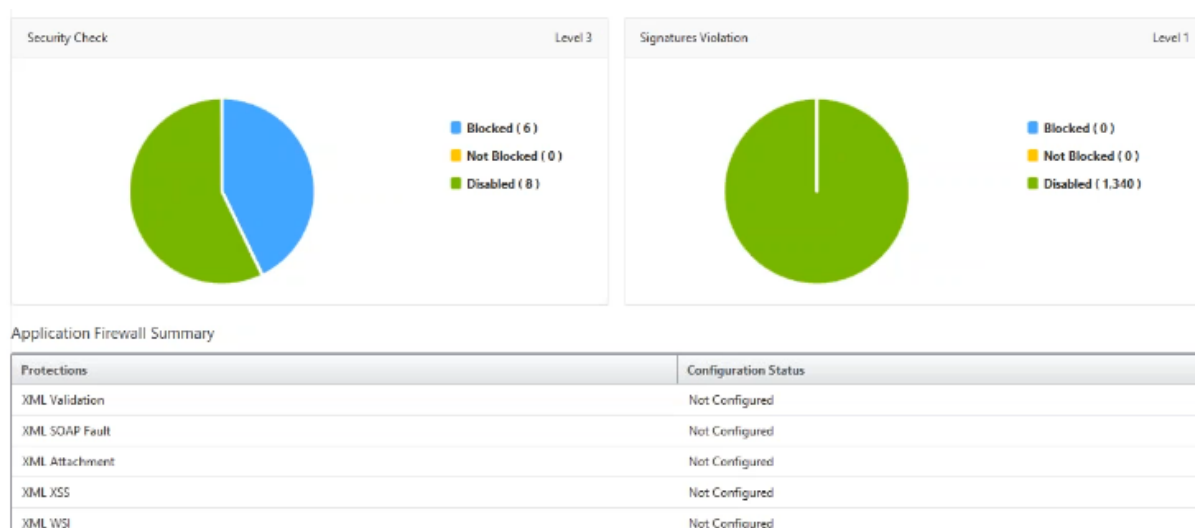 Security Check Level 3
Blocked ( 6 )
Not Blocked ( 0 )
Disabled ( 8 )
Signatures Violation Level 1
Blocked ( 0 )
Not Blocked ( 0 )
Disabled ( 1,340 )
Application Firewall Summary
Protections Configuration Status
XML Validation Not Configured
XML SOAP Fault Not Configured
XML Attachment Not Configured
XML XSS Not Configured
XML WSI Not Configured